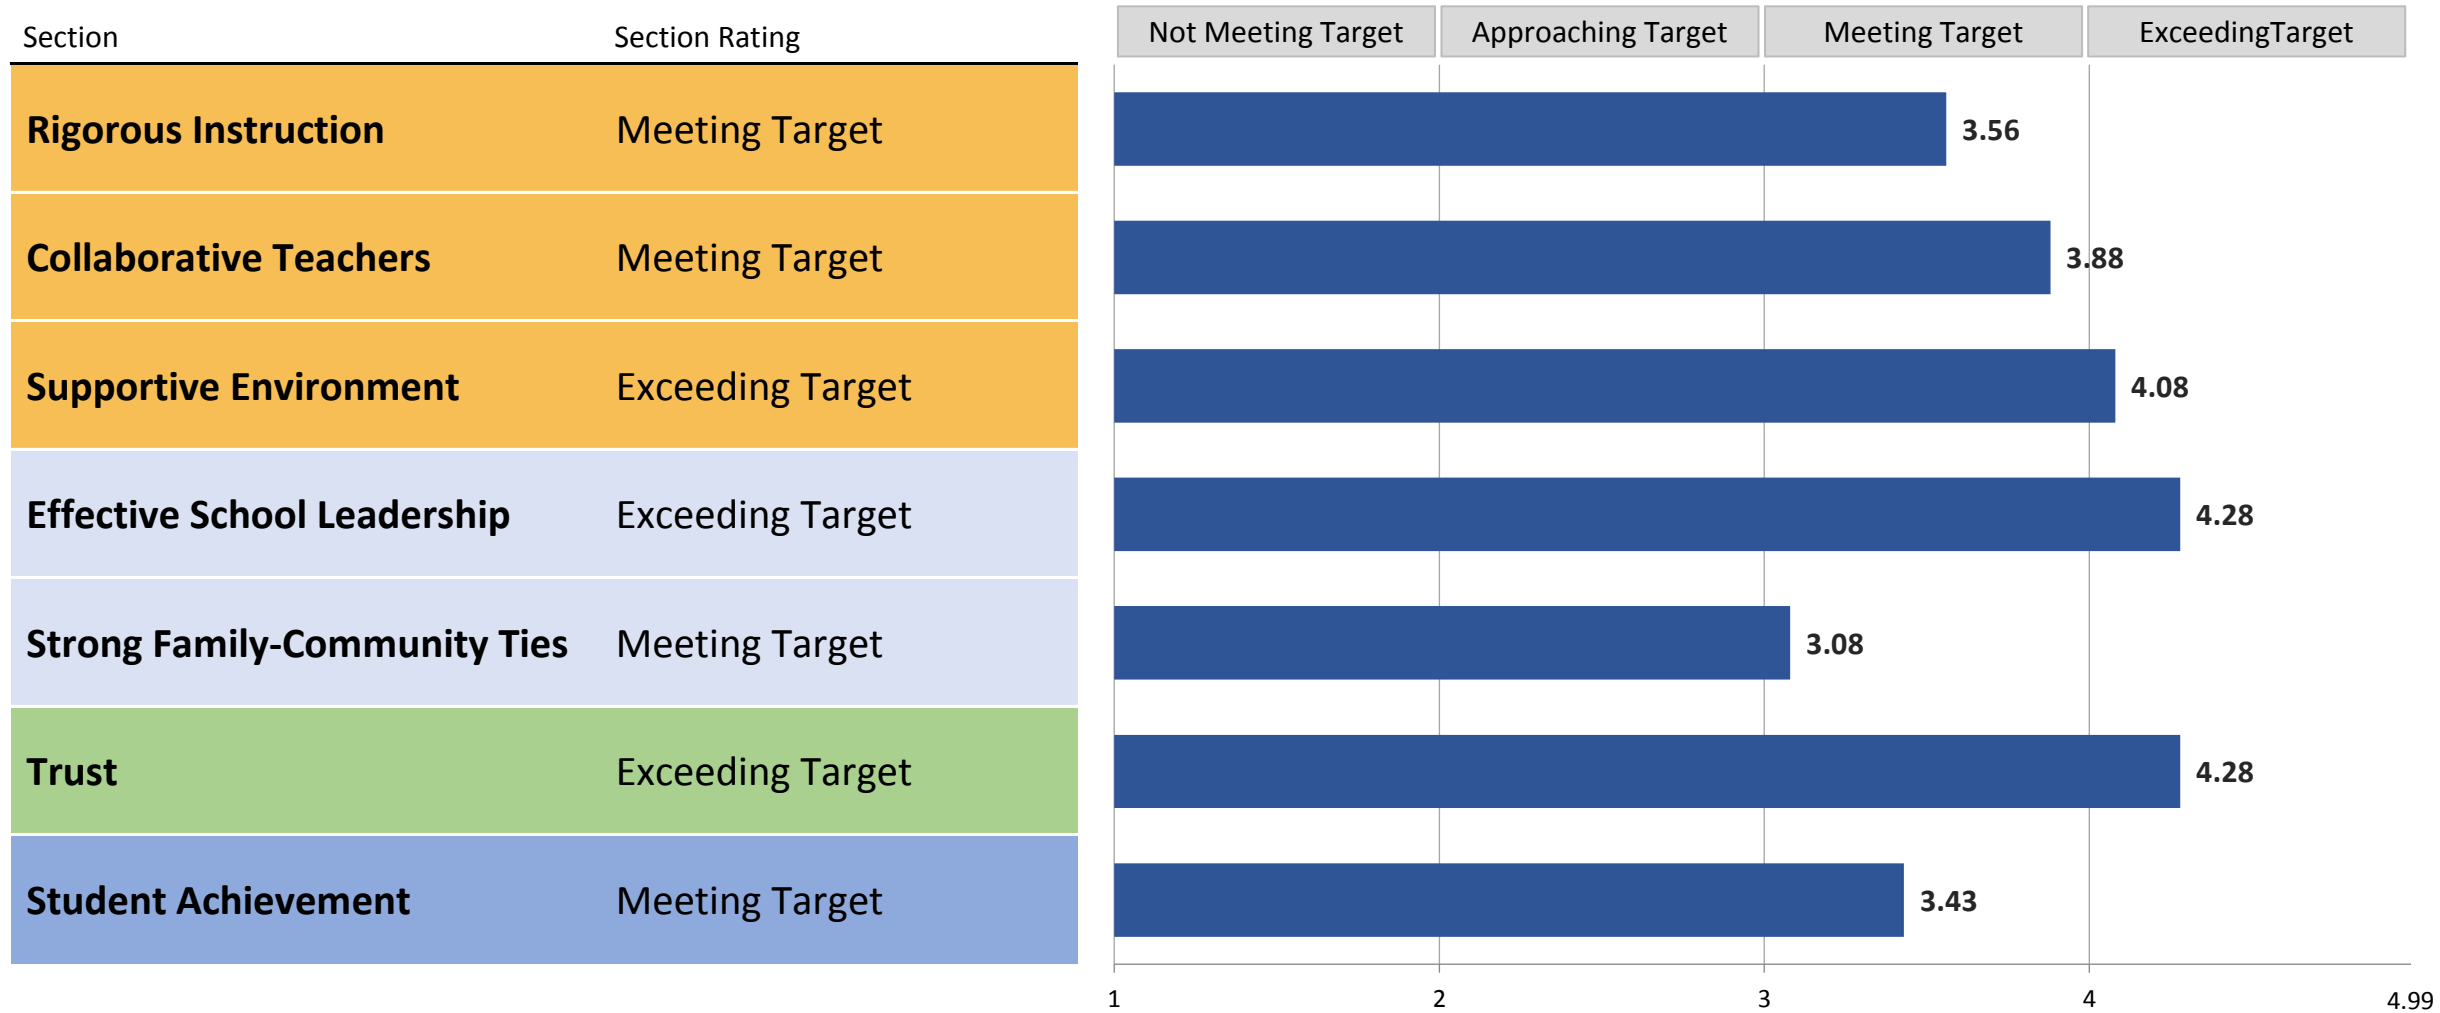 Section Section Rating Not Meeting Target Approaching Target Meeting Target ExceedingTarget
Rigorous Instruction Meeting Target 3.56
Collaborative Teachers Meeting Target 3.88
Supportive Environment Exceeding Target 4.08
Effective School Leadership Exceeding Target 4.28
Strong Family-Community Ties Meeting Target 3.08
Trust Exceeding Target 4.28
Student Achievement Meeting Target 3.43
1 2 3 4 4.99